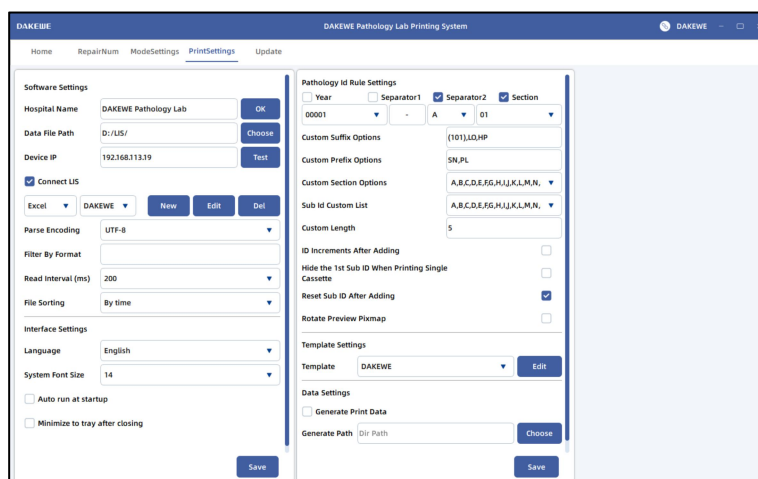 DAKEWE DAKEWE Pathology Lab Printing System DAKEWE
Home RepairNum ModeSettings PrintSettings Update
Software Settings
Hospital Name DAKEWE Pathology Lab OK
Data File Path D:/LIS/ Choose
Device IP 192.168.113.19 Test
Connect LIS
Excel DAKEWE New Edit Del
Parse Encoding UTF-8
Filter By Format
Read Interval (ms) 200
File Sorting By time
Interface Settings
Language English
System Font Size 14
Auto run at startup
Minimize to tray after closing
Save
Pathology Id Rule Settings
Year Separator1 Separator2 Section
00001 - A 01
Custom Suffix Options (101),LO,HP
Custom Prefix Options SN,PL
Custom Section Options A,B,C,D,E,F,G,H,I,J,K,L,M,N,
Sub Id Custom List A,B,C,D,E,F,G,H,I,J,K,L,M,N,
Custom Length 5
ID Increments After Adding
Hide the 1st Sub ID When Printing Single
Cassette
Reset Sub ID After Adding
Rotate Preview Pixmap
Template Settings
Template DAKEWE Edit
Data Settings
Generate Print Data
Generate Path Dir Path Choose
Save